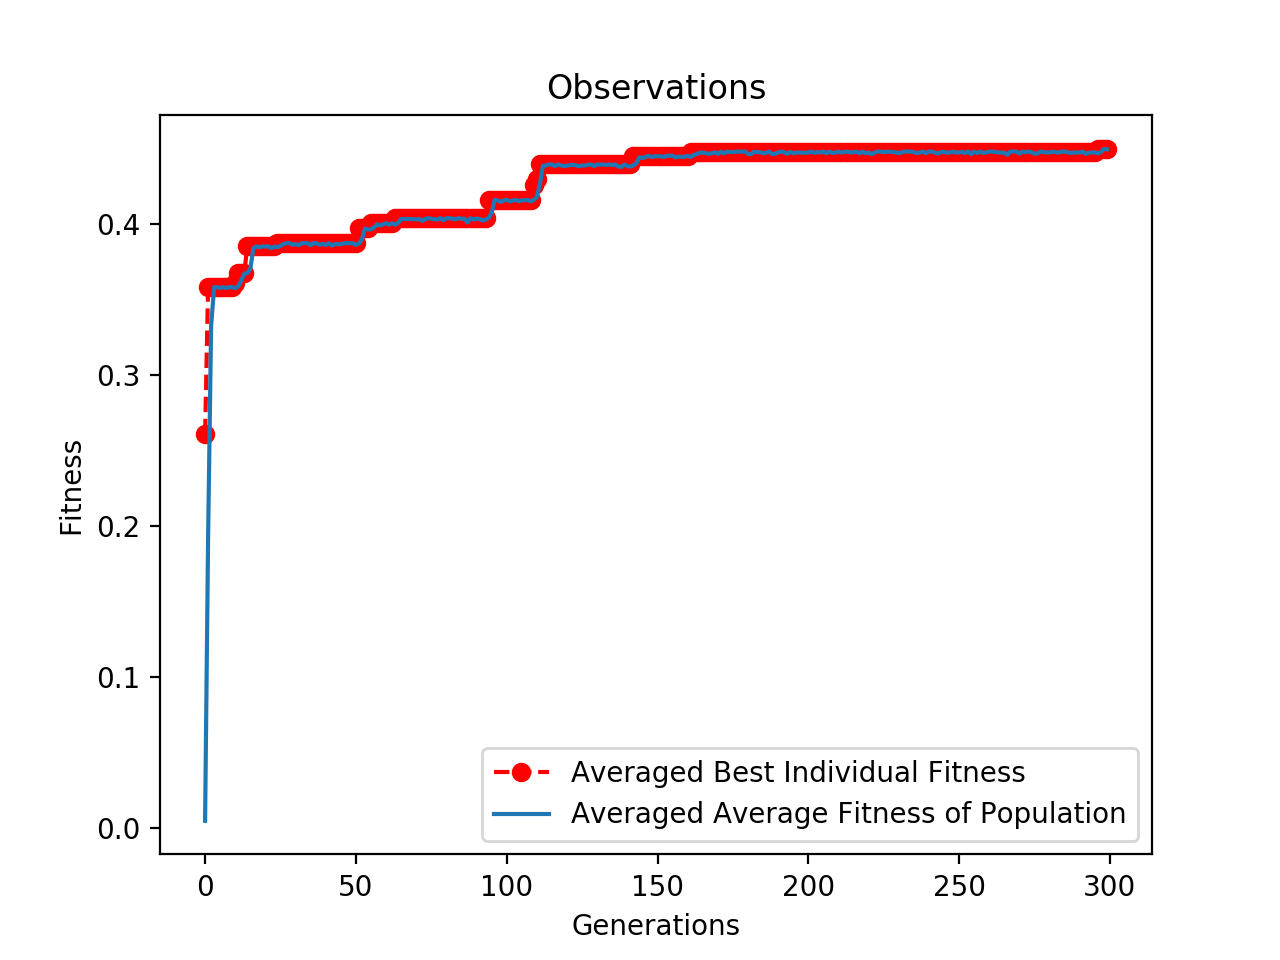 Observations
Fitness
0.4
0.3
0.2
0.1
0.0
Averaged Best Individual Fitness
Averaged Average Fitness of Population
0 50 100 150 200 250 300
Generations